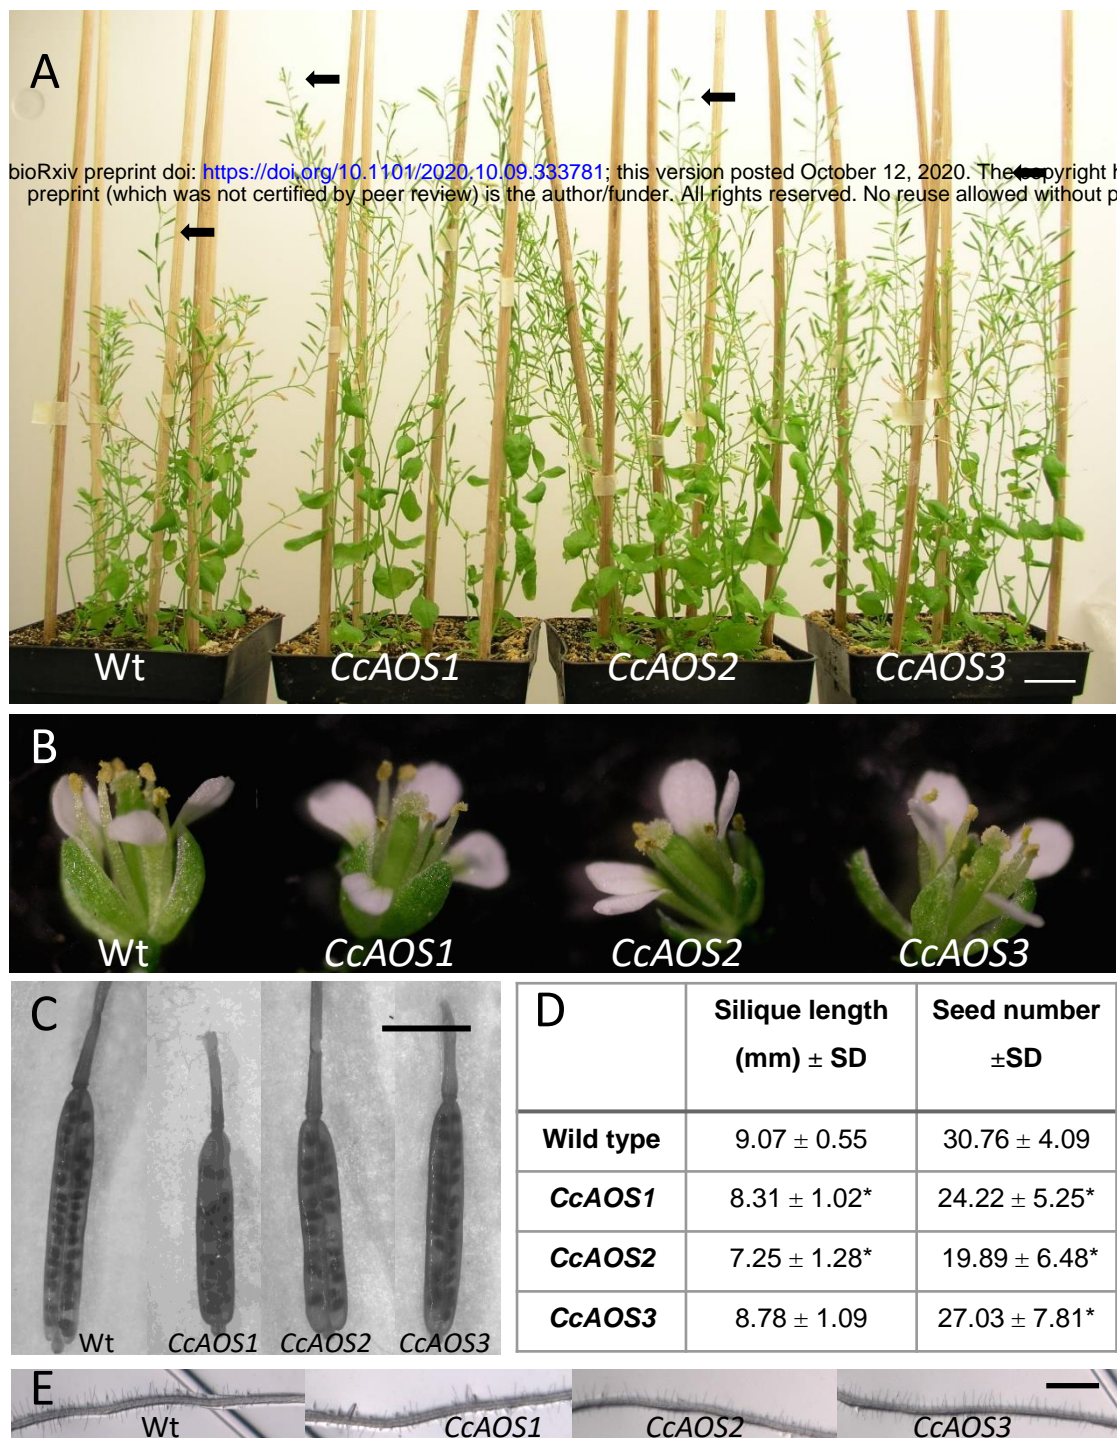 A
bioRxiv preprint doi: https://doi.org/10.1101/2020.10.09.333781; this version posted October 12, 2020. The copyright h
preprint (which was not certified by peer review) is the author/funder. All rights reserved. No reuse allowed without p
Wt CcAOS1 CcAOS2 CcAOS3
B
Wt CcAOS1 CcAOS2 CcAOS3
C
Wt CcAOS1 CcAOS2 CcAOS3
D
Silique length (mm) ± SD
Seed number ±SD
Wild type 9.07 ± 0.55 30.76 ± 4.09
CcAOS1 8.31 ± 1.02* 24.22 ± 5.25*
CcAOS2 7.25 ± 1.28* 19.89 ± 6.48*
CcAOS3 8.78 ± 1.09 27.03 ± 7.81*
E
Wt CcAOS1 CcAOS2 CcAOS3